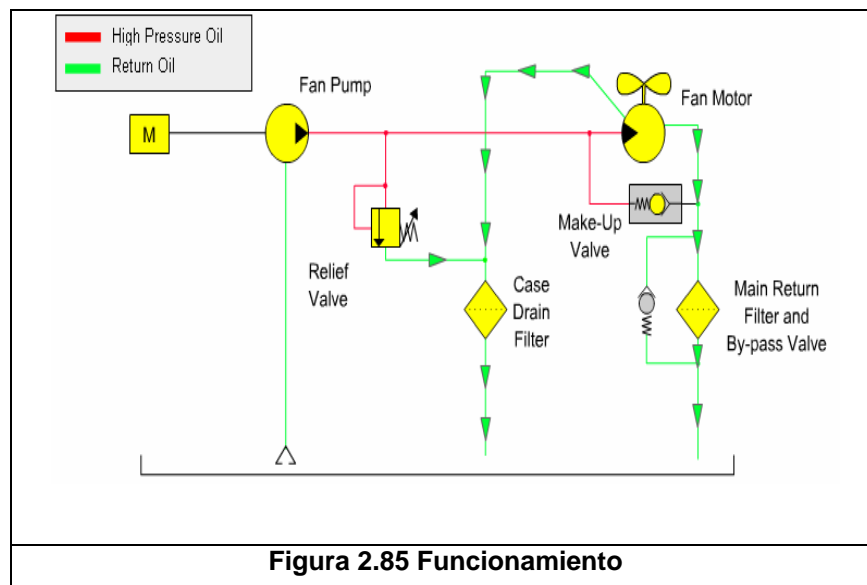 High Pressure Oil
Return Oil
Fan Pump
Fan Motor
M
Make-Up
Valve
Relief
Valve
Case
Drain
Filter
Main Return
Filter and
By-pass Valve
Figura 2.85 Funcionamiento